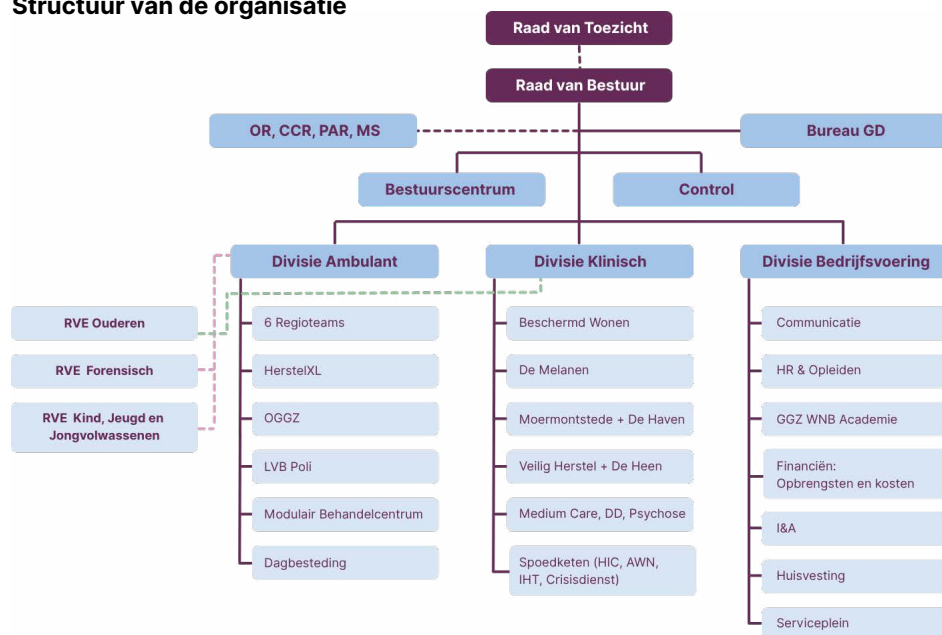 Structuur van de organisatie
Raad van Toezicht
Raad van Bestuur
OR, CCR, PAR, MS
Bureau GD
Bestuurscentrum
Control
Divisie Ambulant
Divisie Klinisch
Divisie Bedrijfsvoering
RVE Ouderen
RVE Forensisch
RVE Kind, Jeugd en
Jongvolwassenen
6 Regioteams
HerstelXL
OGGZ
LVB Poli
Modulair Behandelcentrum
Dagbesteding
Beschermd Wonen
De Melanen
Moermontstede + De Haven
Veilig Herstel + De Heen
Medium Care, DD, Psychose
Spoedketen (HIC, AWN,
IHT, Crisisdienst)
Communicatie
HR & Opleiden
GGZ WNB Academie
Financiën:
Opbrengsten en kosten
I&A
Huisvesting
Serviceplein